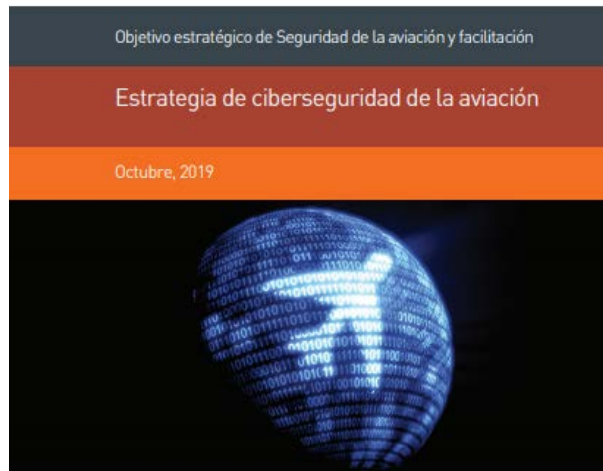 Objetivo estratégico de Seguridad de la aviación y facilitación
Estrategia de ciberseguridad de la aviación
Octubre, 2019